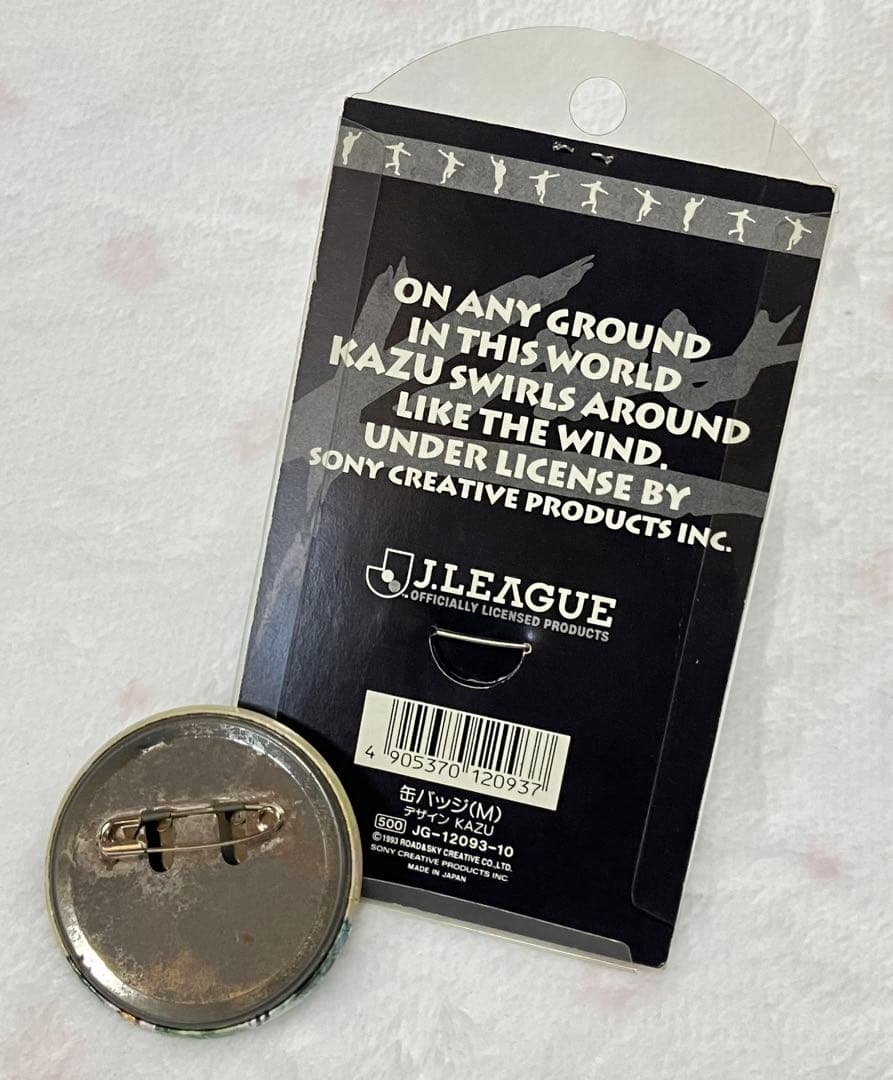 ON ANY GROUND
IN THIS WORLD
KAZU SWIRLS AROUND
LIKE THE WIND.
UNDER LICENSE BY
SONY CREATIVE PRODUCTS INC.
J.LEAGUE
™ OFFICIALLY LICENSED PRODUCTS
4 905370 120937
缶バッジ(M)
デザイン KAZU
500 JG-12093-10
©1993 ROAD&SKY CREATIVE CO.,LTD.
SONY CREATIVE PRODUCTS INC.
MADE IN JAPAN